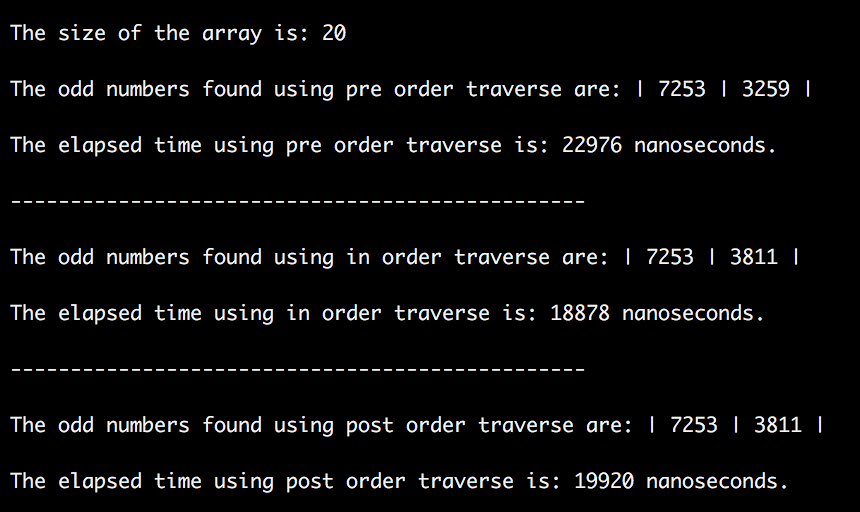 The size of the array is: 20
The odd numbers found using pre order traverse are: | 7253 | 3259 |
The elapsed time using pre order traverse is: 22976 nanoseconds.
------------------------------------------------
The odd numbers found using in order traverse are: | 7253 | 3811 |
The elapsed time using in order traverse is: 18878 nanoseconds.
------------------------------------------------
The odd numbers found using post order traverse are: | 7253 | 3811 |
The elapsed time using post order traverse is: 19920 nanoseconds.